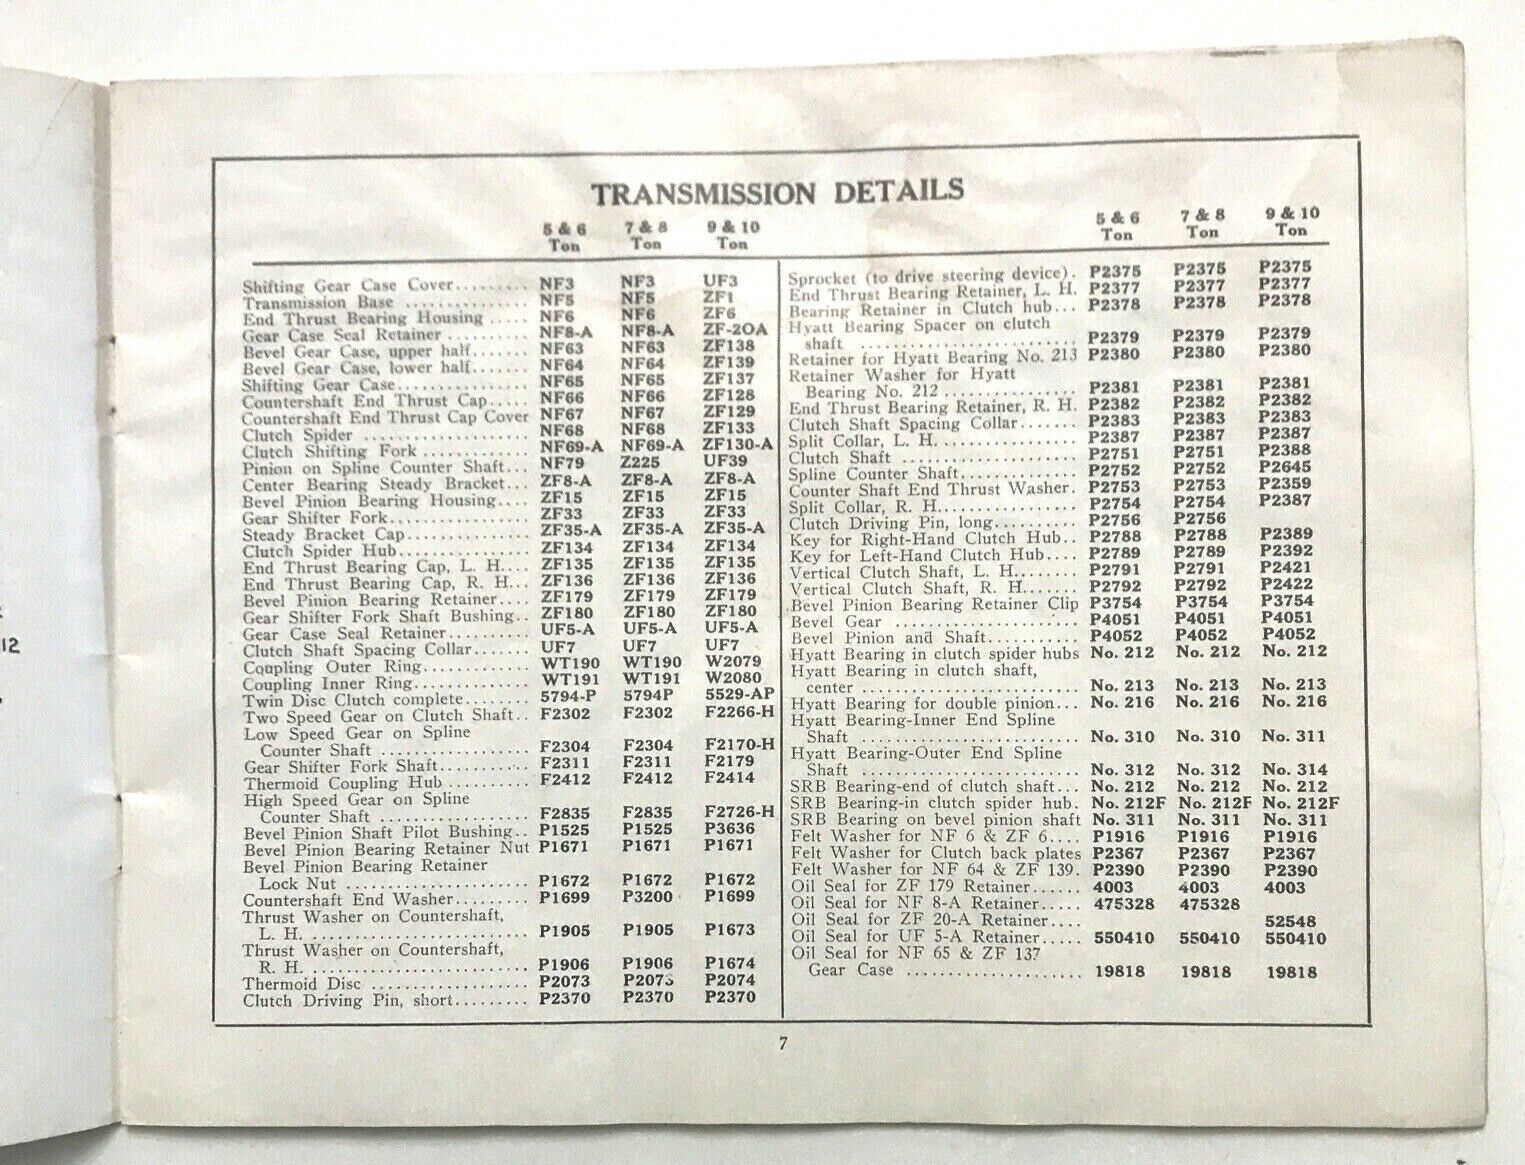 12
TRANSMISSION DETAILS
5 & 6 7 & 8 9 & 10
Ton Ton Ton
Shifting Gear Case Cover......... NF3 NF3 UF3
Transmission Base ............... NF5 NF5 ZF1
End Thrust Bearing Housing ..... NF6 NF6 ZF6
Gear Case Seal Retainer .......... NF8-A NF8-A ZF-20A
Bevel Gear Case, upper half....... NF63 NF63 ZF138
Bevel Gear Case, lower half....... NF64 NF64 ZF139
Shifting Gear Case................ NF65 NF65 ZF137
Countershaft End Thrust Cap..... NF66 NF66 ZF128
Countershaft End Thrust Cap Cover NF67 NF67 ZF129
Clutch Spider .................... NF68 NF68 ZF133
Clutch Shifting Fork ............. NF69-A NF69-A ZF130-A
Pinion on Spline Counter Shaft... NF79 Z225 UF39
Center Bearing Steady Bracket... ZF8-A ZF8-A ZF8-A
Bevel Pinion Bearing Housing.... ZF15 ZF15 ZF15
Gear Shifter Fork................. ZF33 ZF33 ZF33
Steady Bracket Cap............... ZF35-A ZF35-A ZF35-A
Clutch Spider Hub................ ZF134 ZF134 ZF134
End Thrust Bearing Cap, L. H.... ZF135 ZF135 ZF135
End Thrust Bearing Cap, R. H... ZF136 ZF136 ZF136
Bevel Pinion Bearing Retainer.... ZF179 ZF179 ZF179
Gear Shifter Fork Shaft Bushing.. ZF180 ZF180 ZF180
Gear Case Seal Retainer.......... UF5-A UF5-A UF5-A
Clutch Shaft Spacing Collar....... UF7 UF7 UF7
Coupling Outer Ring............. WT190 WT190 W2079
Coupling Inner Ring.............. WT191 WT191 W2080
Twin Disc Clutch complete........ 5794-P 5794P 5529-AP
Two Speed Gear on Clutch Shaft.. F2302 F2302 F2266-H
Low Speed Gear on Spline
Counter Shaft .................. F2304 F2304 F2170-H
Gear Shifter Fork Shaft........... F2311 F2311 F2179
Thermoid Coupling Hub .......... F2412 F2412 F2414
High Speed Gear on Spline
Counter Shaft .................. F2835 F2835 F2726-H
Bevel Pinion Shaft Pilot Bushing.. P1525 P1525 P3636
Bevel Pinion Bearing Retainer Nut P1671 P1671 P1671
Bevel Pinion Bearing Retainer
Lock Nut ...................... P1672 P1672 P1672
Countershaft End Washer......... P1699 P3200 P1699
Thrust Washer on Countershaft,
L. H. .......................... P1905 P1905 P1673
Thrust Washer on Countershaft,
R. H. .......................... P1906 P1906 P1674
Thermoid Disc ................... P2073 P2073 P2074
Clutch Driving Pin, short......... P2370 P2370 P2370
5 & 6 7 & 8 9 & 10
Ton Ton Ton
Sprocket (to drive steering device). P2375 P2375 P2375
End Thrust Bearing Retainer, L. H. P2377 P2377 P2377
Bearing Retainer in Clutch hub... P2378 P2378 P2378
Hyatt Bearing Spacer on clutch
shaft .......................... P2379 P2379 P2379
Retainer for Hyatt Bearing No. 213 P2380 P2380 P2380
Retainer Washer for Hyatt
Bearing No. 212 ................ P2381 P2381 P2381
End Thrust Bearing Retainer, R. H. P2382 P2382 P2382
Clutch Shaft Spacing Collar....... P2383 P2383 P2383
Split Collar, L. H. ................ P2387 P2387 P2387
Clutch Shaft ..................... P2751 P2751 P2388
Spline Counter Shaft.............. P2752 P2752 P2645
Counter Shaft End Thrust Washer. P2753 P2753 P2359
Split Collar, R. H................. P2754 P2754 P2387
Clutch Driving Pin, long.......... P2756 P2756
Key for Right-Hand Clutch Hub.. P2788 P2788 P2389
Key for Left-Hand Clutch Hub.... P2789 P2789 P2392
Vertical Clutch Shaft, L. H........ P2791 P2791 P2421
Vertical Clutch Shaft, R. H....... P2792 P2792 P2422
Bevel Pinion Bearing Retainer Clip P3754 P3754 P3754
Bevel Gear ....................... P4051 P4051 P4051
Bevel Pinion and Shaft............ P4052 P4052 P4052
Hyatt Bearing in clutch spider hubs No. 212 No. 212 No. 212
Hyatt Bearing in clutch shaft,
center .......................... No. 213 No. 213 No. 213
Hyatt Bearing for double pinion... No. 216 No. 216 No. 216
Hyatt Bearing-Inner End Spline
Shaft .......................... No. 310 No. 310 No. 311
Hyatt Bearing-Outer End Spline
Shaft .......................... No. 312 No. 312 No. 314
SRB Bearing-end of clutch shaft... No. 212 No. 212 No. 212
SRB Bearing-in clutch spider hub. No. 212F No. 212F No. 212F
SRB Bearing on bevel pinion shaft No. 311 No. 311 No. 311
Felt Washer for NF 6 & ZF 6.... P1916 P1916 P1916
Felt Washer for Clutch back plates P2367 P2367 P2367
Felt Washer for NF 64 & ZF 139. P2390 P2390 P2390
Oil Seal for ZF 179 Retainer...... 4003 4003 4003
Oil Seal for NF 8-A Retainer..... 475328 475328
Oil Seal for ZF 20-A Retainer.... 52548
Oil Seal for UF 5-A Retainer..... 550410 550410 550410
Oil Seal for NF 65 & ZF 137
Gear Case ..................... 19818 19818 19818
7